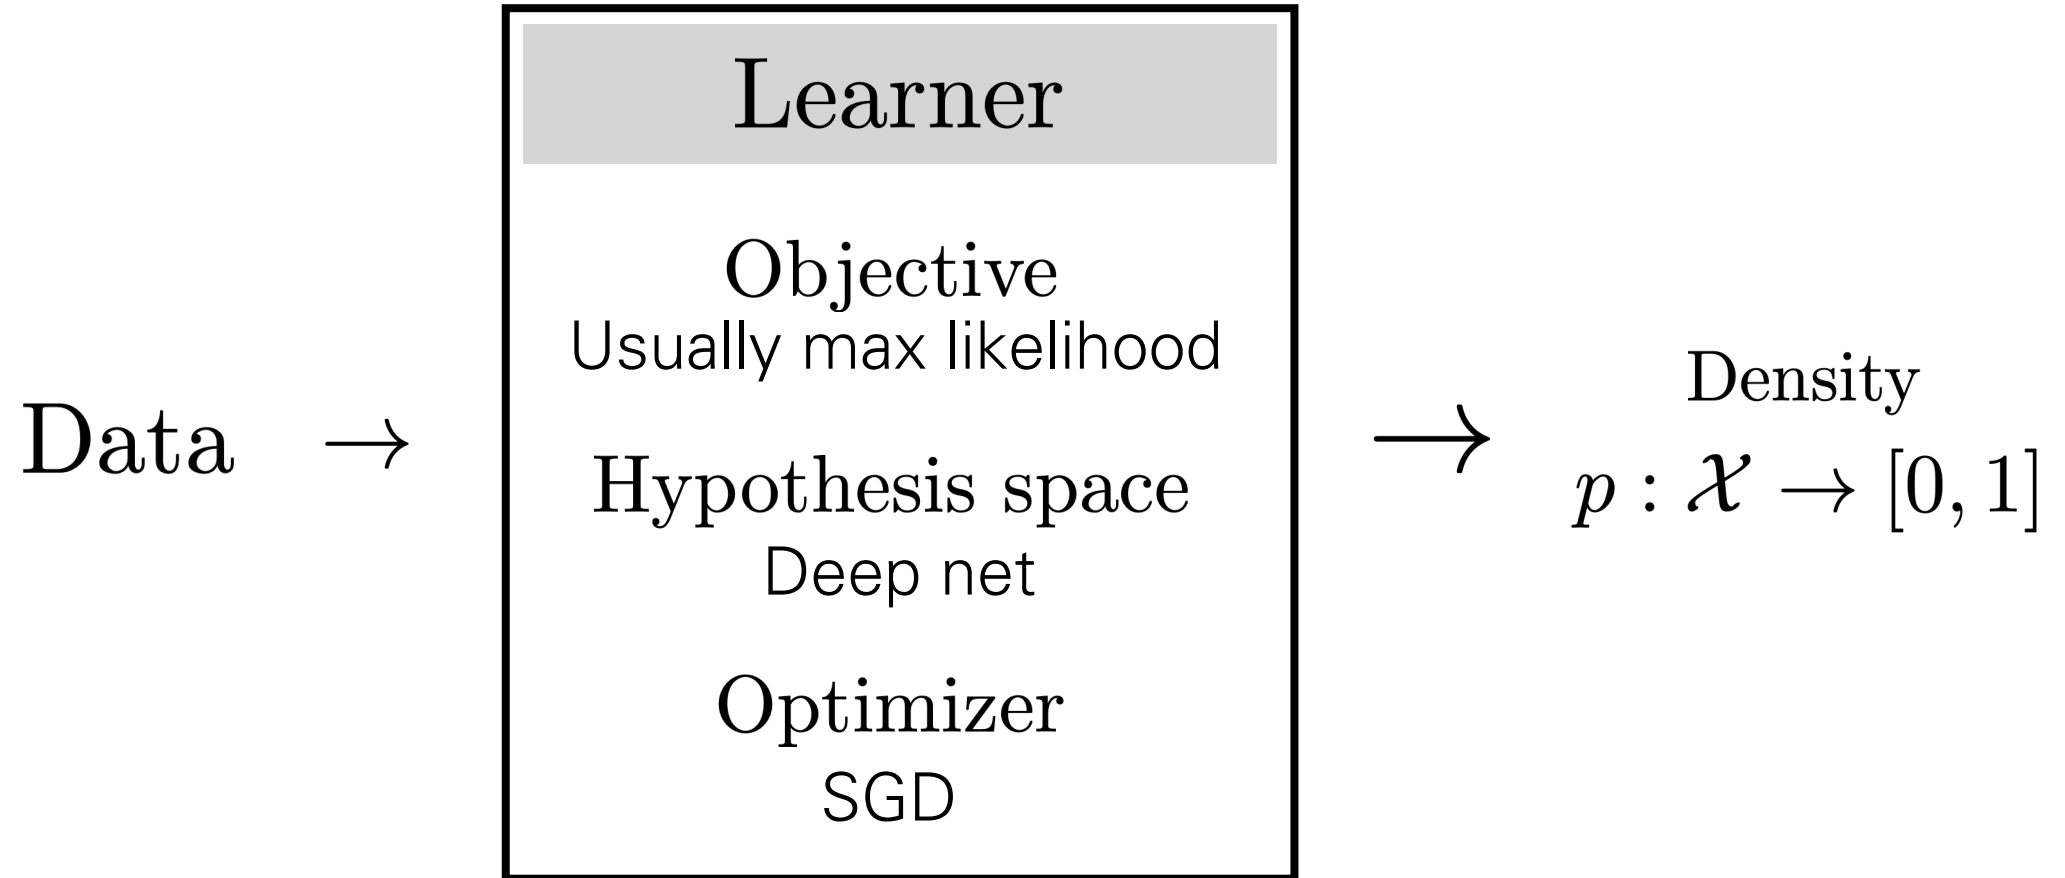 Data →
Learner
Objective
Usually max likelihood
Hypothesis space
Deep net
Optimizer
SGD
→
Density
p : 𝒳 → [0, 1]